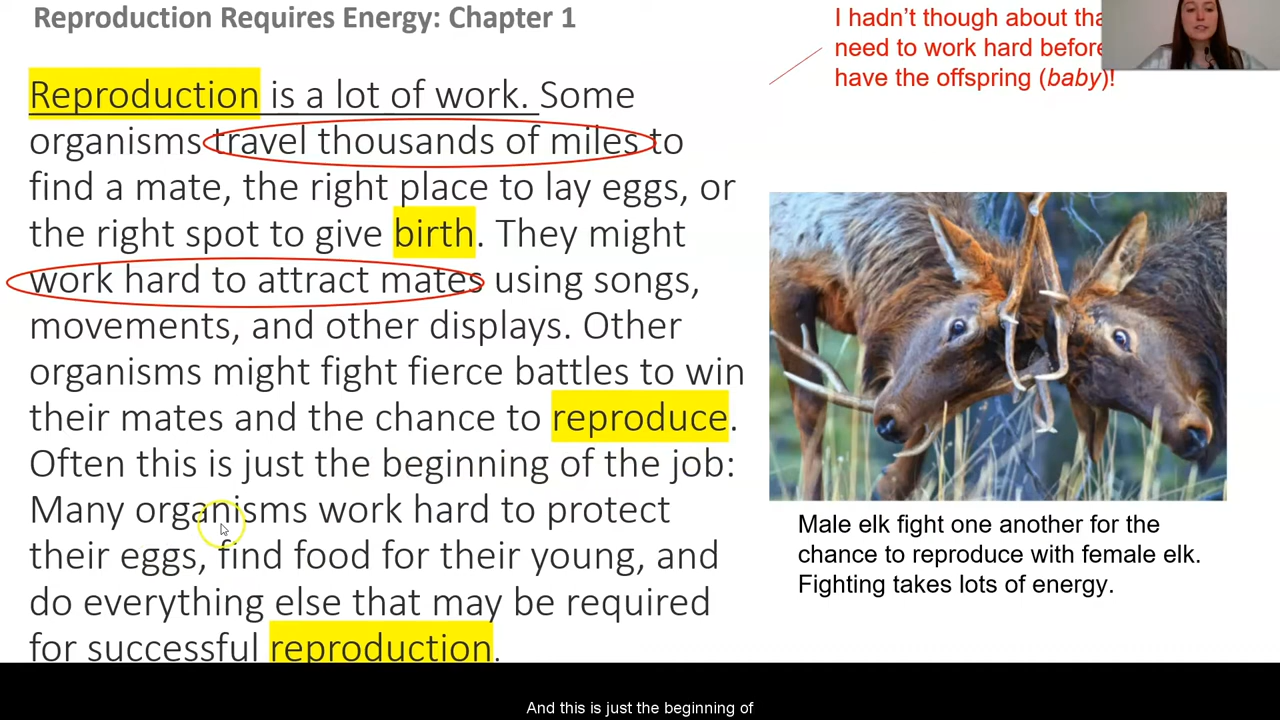 Reproduction Requires Energy: Chapter 1
I hadn't though about tha
need to work hard before
have the offspring (baby)!
Reproduction is a lot of work. Some
organisms travel thousands of miles to
find a mate, the right place to lay eggs, or
the right spot to give birth. They might
work hard to attract mates using songs,
movements, and other displays. Other
organisms might fight fierce battles to win
their mates and the chance to reproduce.
Often this is just the beginning of the job:
Many organisms work hard to protect
their eggs, find food for their young, and
do everything else that may be required
for successful reproduction.
Male elk fight one another for the
chance to reproduce with female elk.
Fighting takes lots of energy.
And this is just the beginning of